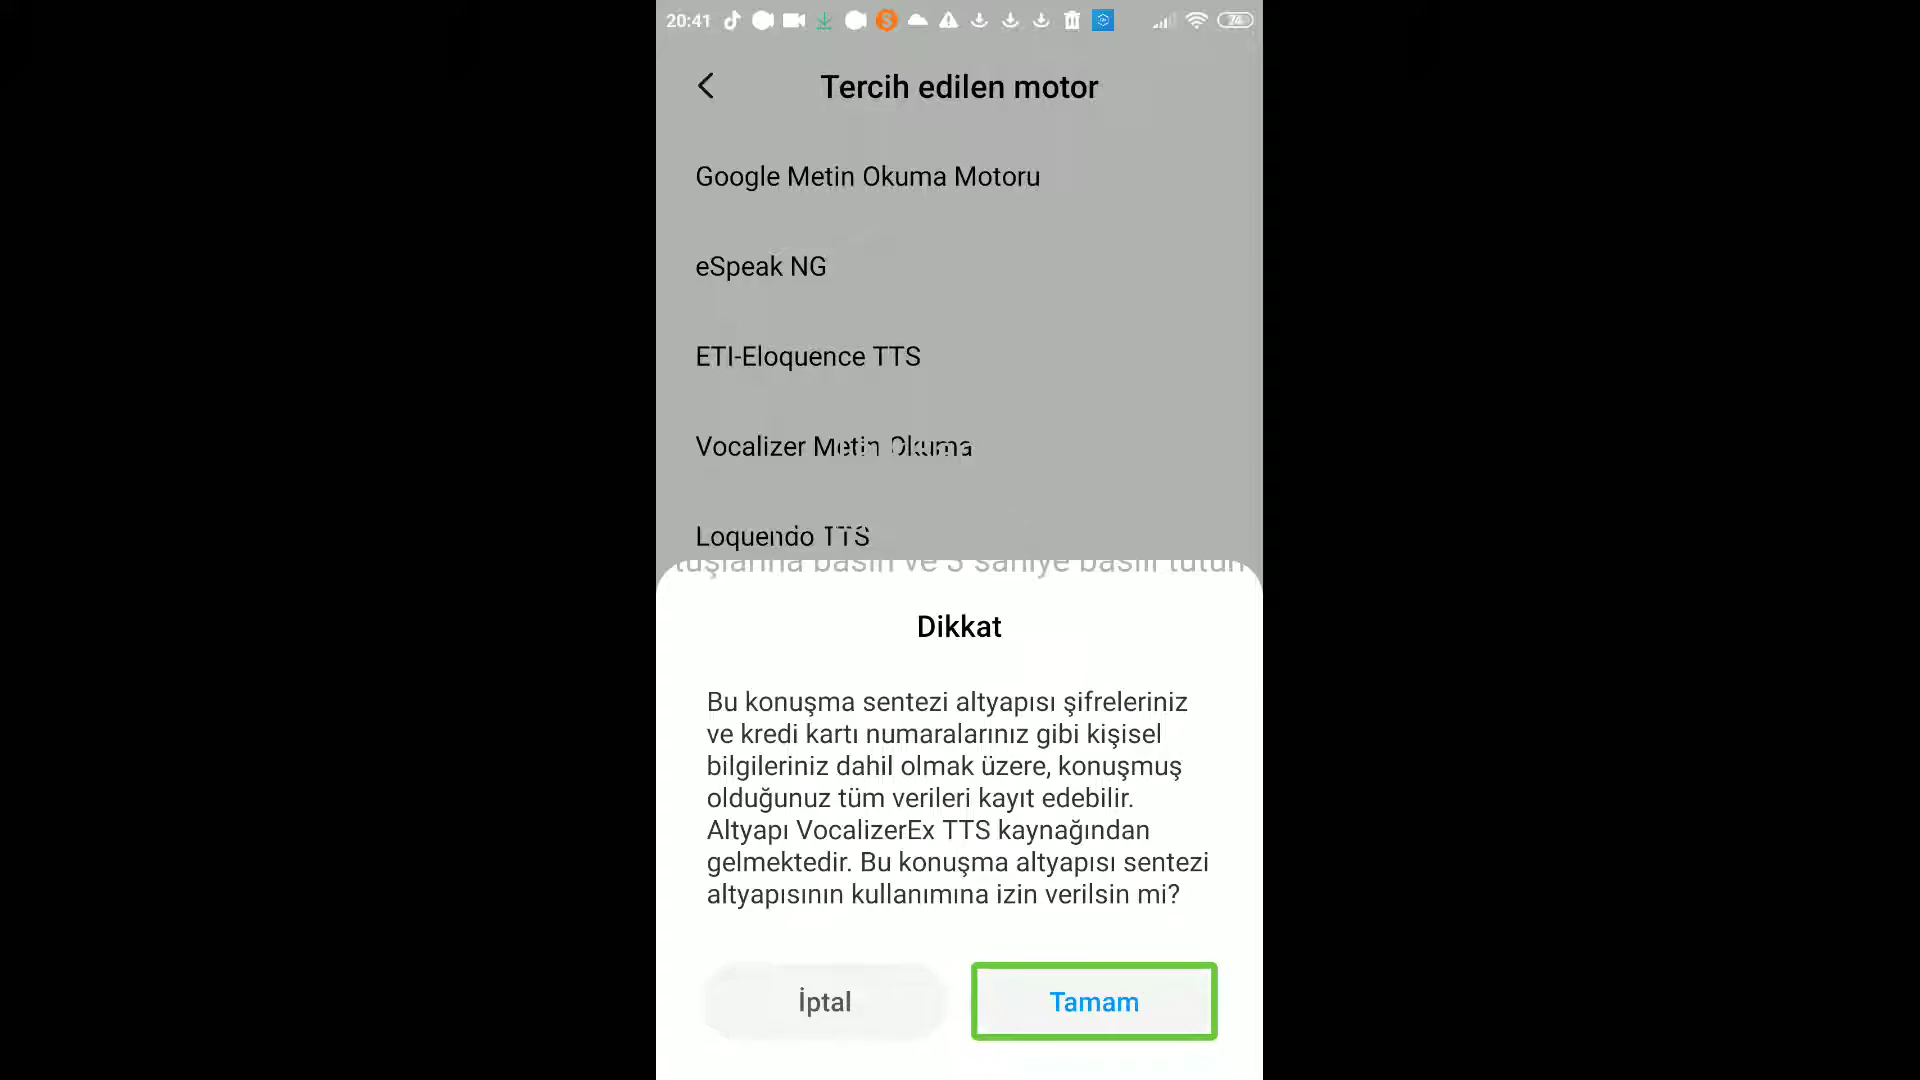 20:41
74
Tercih edilen motor
Google Metin Okuma Motoru
eSpeak NG
ETI-Eloquence TTS
Vocalizer Metin Okuma
Loquendo TTS
tuşlarına basın ve 3 saniye basılı tutun
Dikkat
Bu konuşma sentezi altyapısı şifreleriniz
ve kredi kartı numaralarınız gibi kişisel
bilgileriniz dahil olmak üzere, konuşmuş
olduğunuz tüm verileri kayıt edebilir.
Altyapı VocalizerEx TTS kaynağından
gelmektedir. Bu konuşma altyapısı sentezi
altyapısının kullanımına izin verilsin mi?
İptal
Tamam